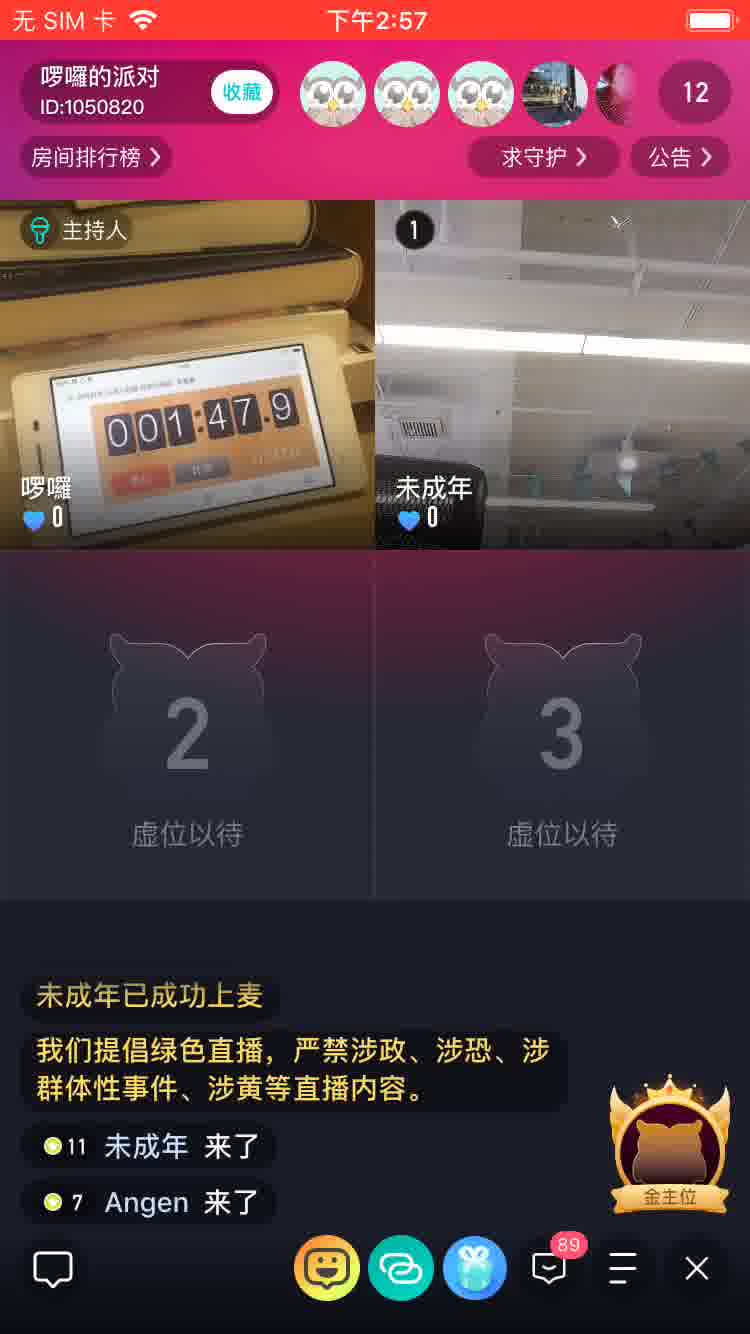 无 SIM 卡
下午2:57
啰囉的派对
ID:1050820
收藏
12
房间排行榜
求守护
公告
主持人
1
001:47.9
啰囉
0
未成年
0
2
3
虚位以待
虚位以待
未成年已成功上麦
我们提倡绿色直播，严禁涉政、涉恐、涉
群体性事件、涉黄等直播内容。
11 未成年 来了
7 Angen 来了
金主位
89